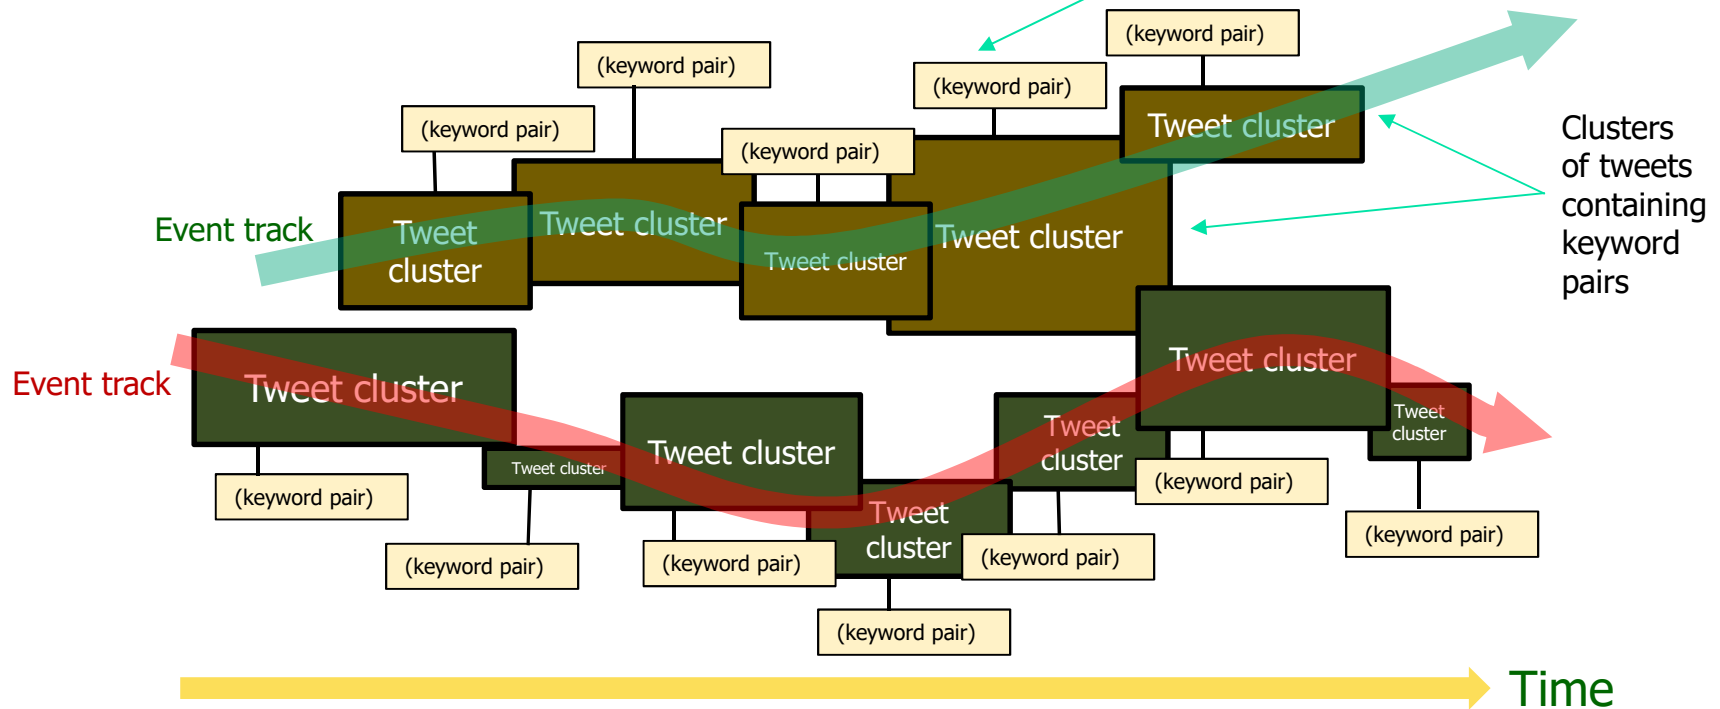 (keyword pair)
(keyword pair)
(keyword pair)
(keyword pair)
(keyword pair)
Tweet cluster
Tweet cluster
Tweet
cluster
Tweet cluster
Tweet cluster
Event track
Clusters
of tweets
containing
keyword
pairs
Event track
Tweet cluster
Tweet cluster
Tweet cluster
Tweet
cluster
Tweet
cluster
Tweet cluster
Tweet
cluster
(keyword pair)
(keyword pair)
(keyword pair)
(keyword pair)
(keyword pair)
(keyword pair)
(keyword pair)
Time